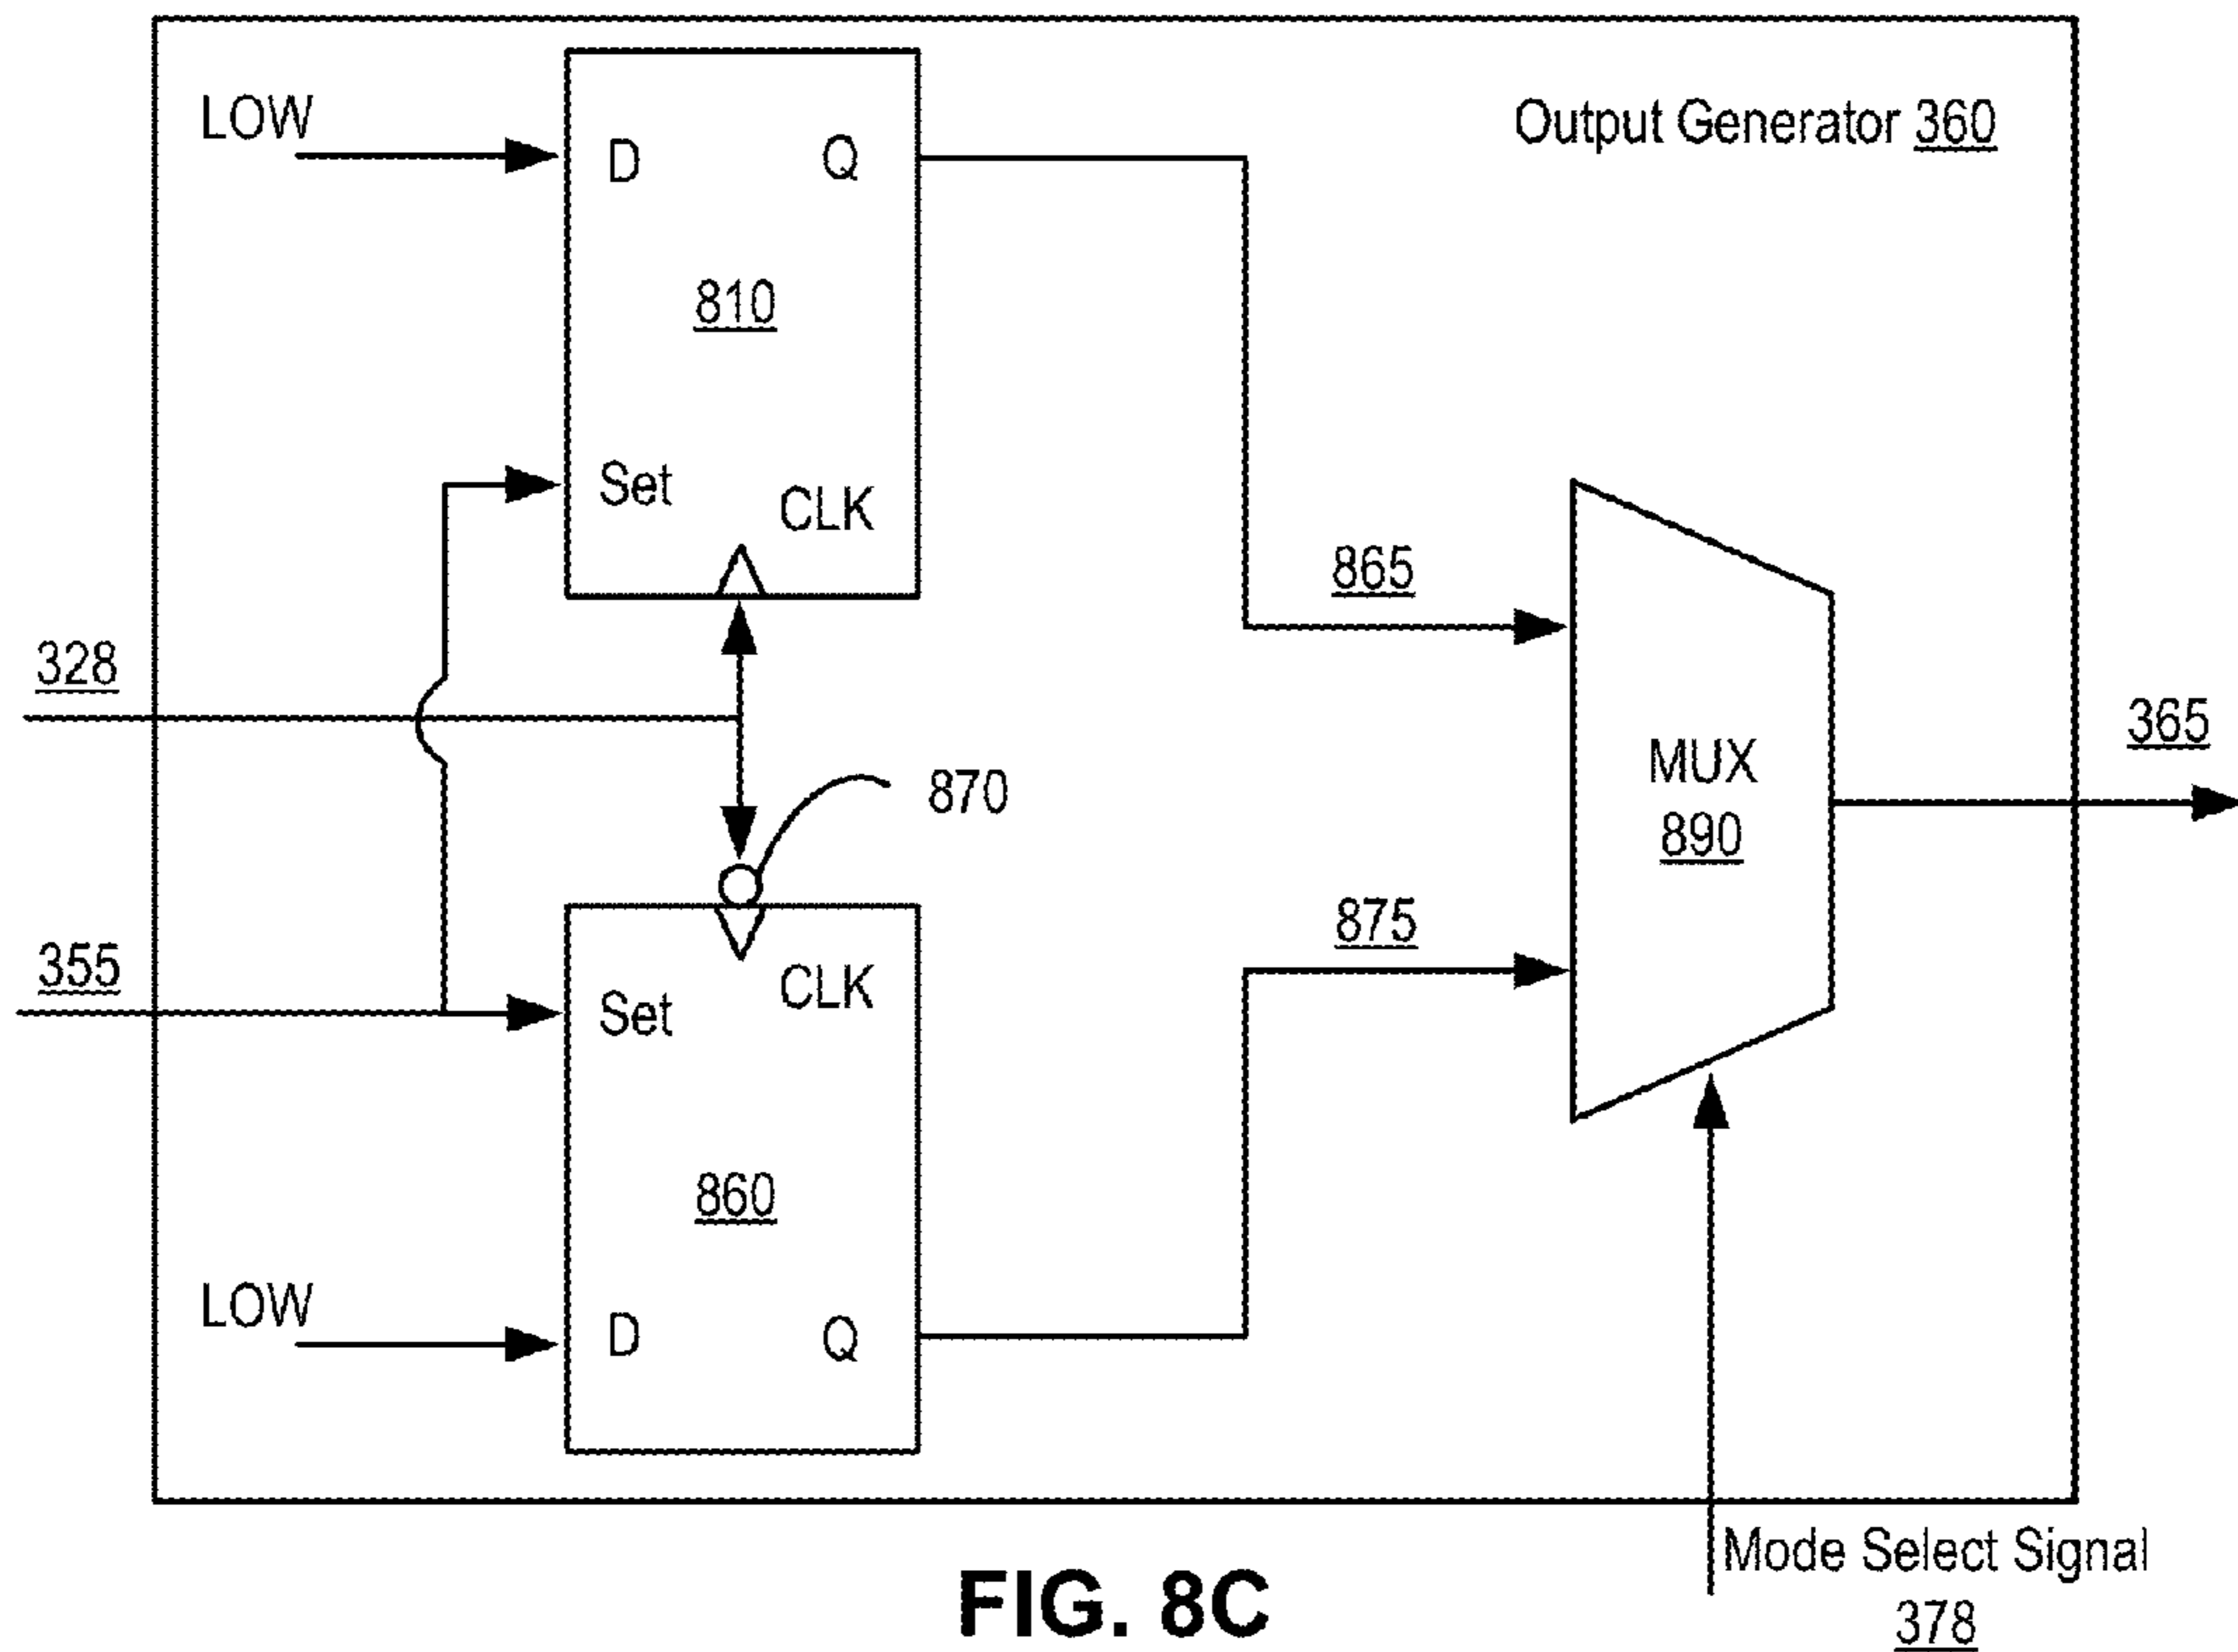 LOW
D
Q
Output Generator 360
810
Set
CLK
865
328
365
MUX
890
870
875
355
CLK
Set
860
LOW
D
Q
Mode Select Signal
378
FIG. 8C